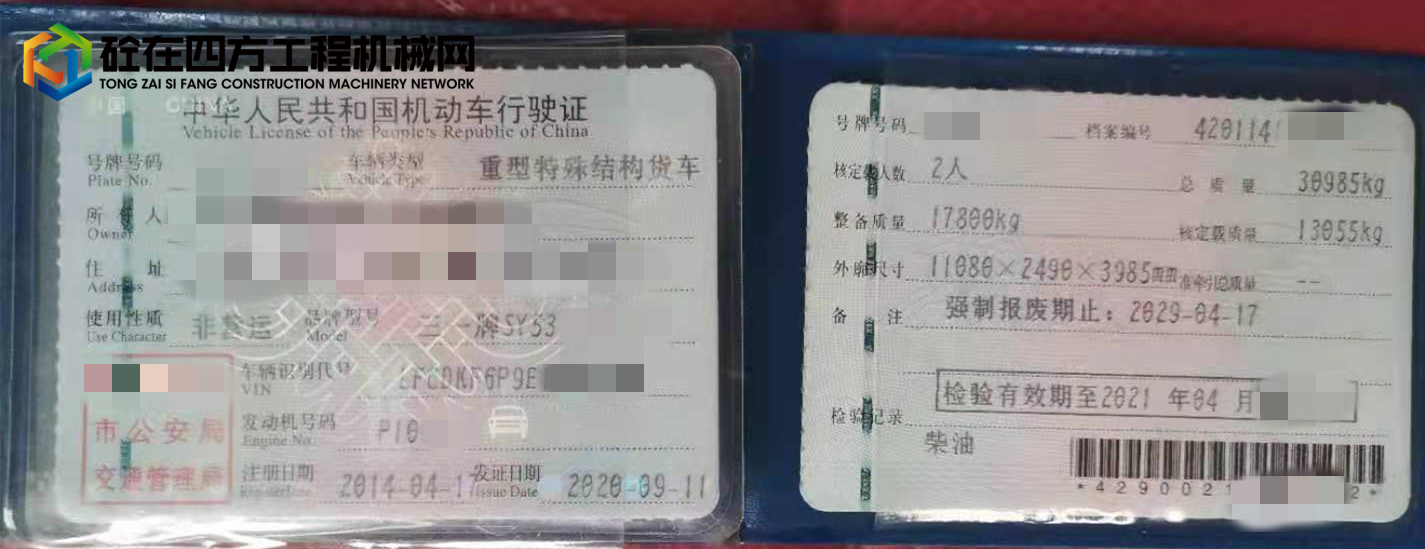 砼在四方工程机械网
TONG ZAI SI FANG CONSTRUCTION MACHINERY NETWORK
中华人民共和国机动车行驶证
Vehicle License of the People's Republic of China
号牌号码
Plate No.
车辆类型
Vehicle Type
重型特殊结构货车
所有人
Owner
住 址
Address
使用性质
Use Character
非营运
品牌型号
Model
三一牌SY53
车辆识别代号
VIN
LFCDKF6P9E
市公安局
交通管理局
发动机号码
Engine No.
P10
注册日期
Register Date
2014-04-17
发证日期
Issue Date
2020-09-11
号牌号码
档案编号 4201141
核定载人数 2人
总质量 30985kg
整备质量 17800kg
核定载质量 13055kg
外廓尺寸 11080×2490×3985
准牵引总质量 --
备 注 强制报废期止：2029-04-17
检验有效期至2021 年04 月
检验记录
柴油
*4290021
2*